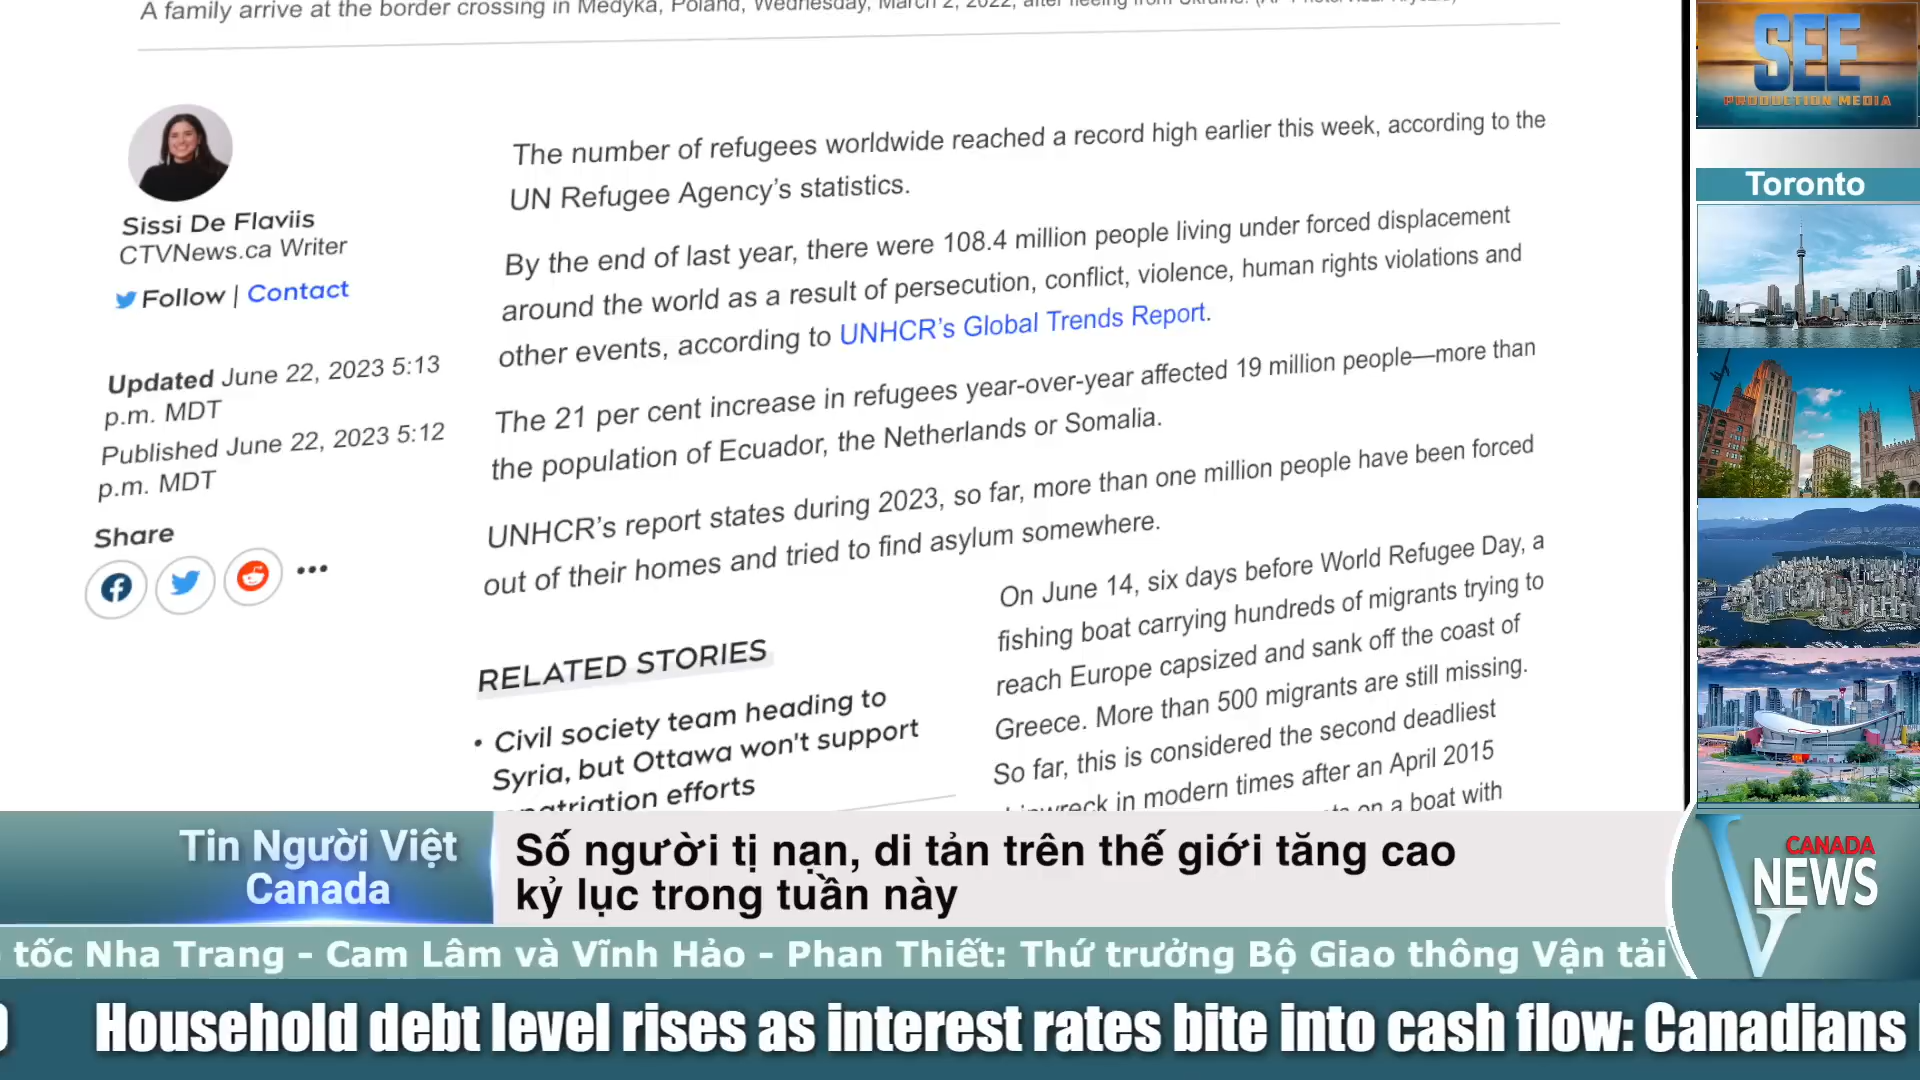 A family arrive at the border crossing in Medyka, Poland, Wednesday, March 2, 2022, after fleeing from Ukraine.
Sissi De Flaviis
CTVNews.ca Writer
Follow | Contact
Updated June 22, 2023 5:13
p.m. MDT
Published June 22, 2023 5:12
p.m. MDT
Share
The number of refugees worldwide reached a record high earlier this week, according to the
UN Refugee Agency’s statistics.
By the end of last year, there were 108.4 million people living under forced displacement
around the world as a result of persecution, conflict, violence, human rights violations and
other events, according to UNHCR’s Global Trends Report.
The 21 per cent increase in refugees year-over-year affected 19 million people—more than
the population of Ecuador, the Netherlands or Somalia.
UNHCR’s report states during 2023, so far, more than one million people have been forced
out of their homes and tried to find asylum somewhere.
RELATED STORIES
• Civil society team heading to
Syria, but Ottawa won't support
efforts
On June 14, six days before World Refugee Day, a
fishing boat carrying hundreds of migrants trying to
reach Europe capsized and sank off the coast of
Greece. More than 500 migrants are still missing.
So far, this is considered the second deadliest
in modern times after an April 2015
on a boat with
SEE
PRODUCTION MEDIA
Toronto
Tin Người Việt
Canada
Số người tị nạn, di tản trên thế giới tăng cao
kỷ lục trong tuần này
CANADA
NEWS
V
tốc Nha Trang - Cam Lâm và Vĩnh Hảo - Phan Thiết: Thứ trưởng Bộ Giao thông Vận tải
Household debt level rises as interest rates bite into cash flow: Canadians